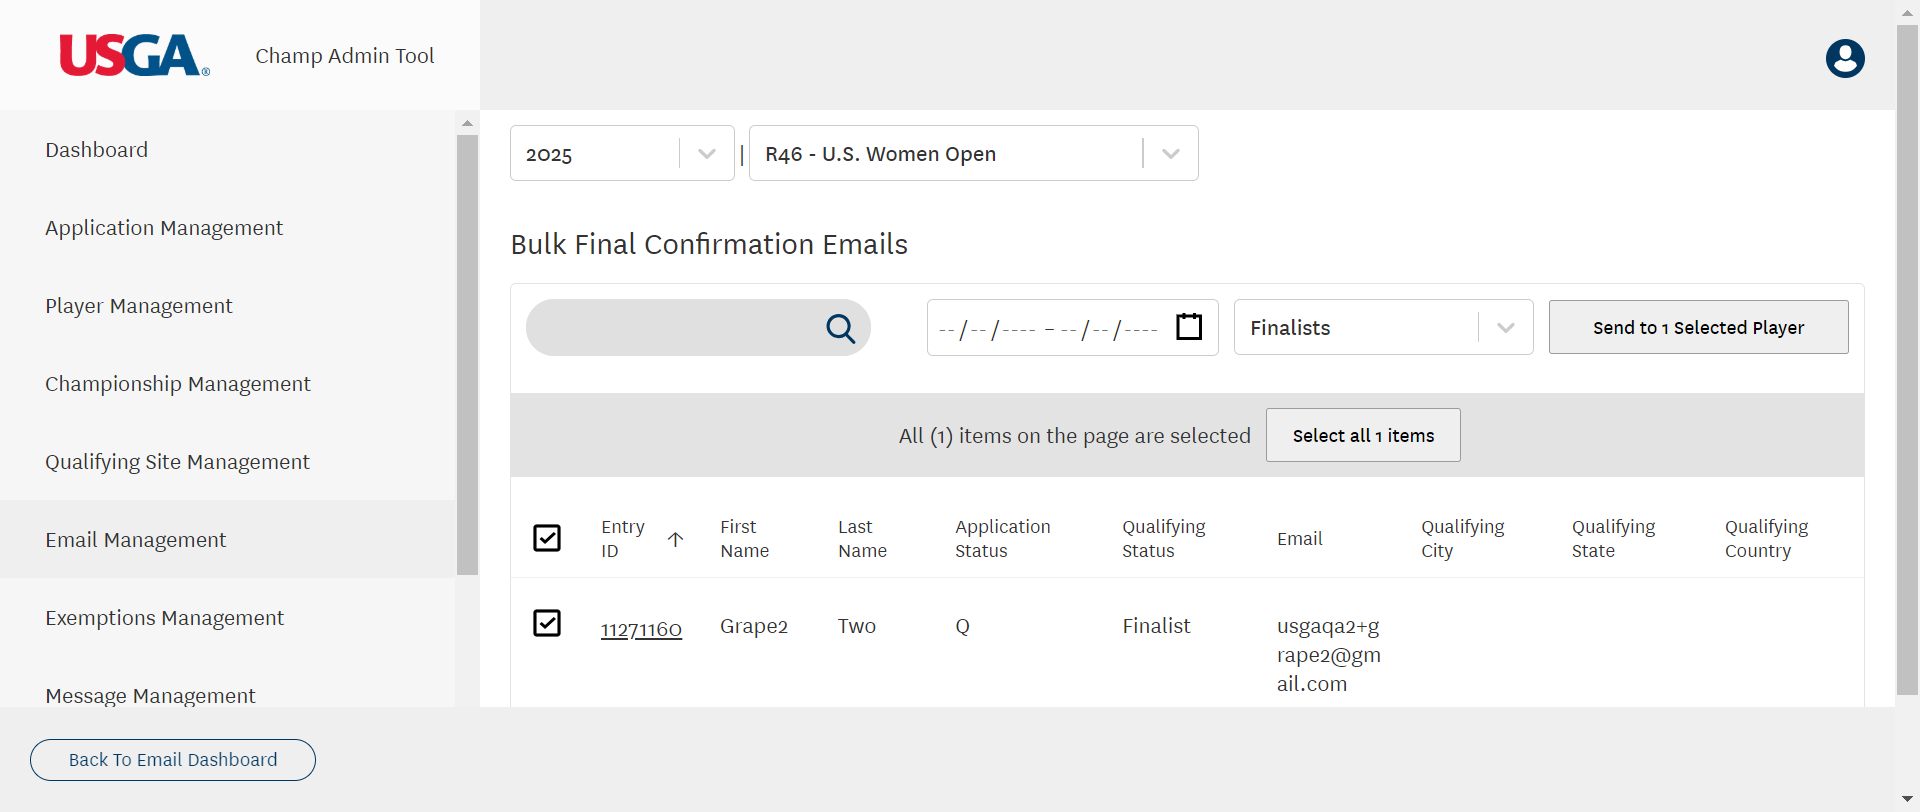 USGA®
Champ Admin Tool
Dashboard
Application Management
Player Management
Championship Management
Qualifying Site Management
Email Management
Exemptions Management
Message Management
Back To Email Dashboard
2025 | R46 - U.S. Women Open
Bulk Final Confirmation Emails
--/--/---- – --/--/----
Finalists
Send to 1 Selected Player
All (1) items on the page are selected
Select all 1 items
Entry ID
First Name
Last Name
Application Status
Qualifying Status
Email
Qualifying City
Qualifying State
Qualifying Country
11271160
Grape2
Two
Q
Finalist
usgaqa2+g
rape2@gm
ail.com